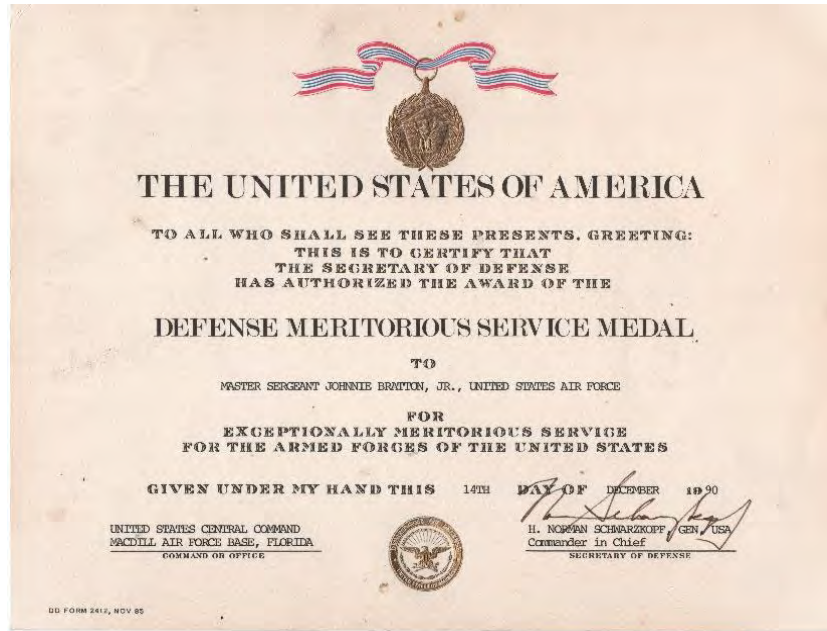 THE UNITED STATES OF AMERICA
TO ALL WHO SHALL SEE THESE PRESENTS, GREETING:
THIS IS TO CERTIFY THAT
THE SECRETARY OF DEFENSE
HAS AUTHORIZED THE AWARD OF THE
DEFENSE MERITORIOUS SERVICE MEDAL
TO
MASTER SERGEANT JOHNNIE BRATTON, JR., UNITED STATES AIR FORCE
FOR
EXCEPTIONALLY MERITORIOUS SERVICE
FOR THE ARMED FORCES OF THE UNITED STATES
GIVEN UNDER MY HAND THIS 14TH DAY OF DECEMBER 1990
UNITED STATES CENTRAL COMMAND
MACDILL AIR FORCE BASE, FLORIDA
COMMAND OR OFFICE
H. NORMAN SCHWARZKOPF, GEN, USA
Commander in Chief
SECRETARY OF DEFENSE
DD FORM 2412, NOV 85